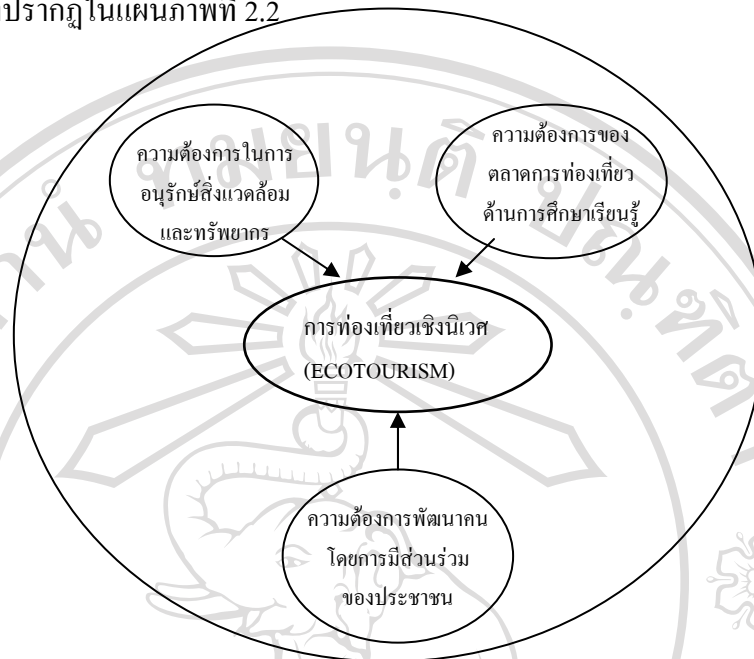 ปรากฏในแผนภาพที่ 2.2
ความต้องการในการ
อนุรักษ์สิ่งแวดล้อม
และทรัพยากร
ความต้องการของ
ตลาดการท่องเที่ยว
ด้านการศึกษาเรียนรู้
การท่องเที่ยวเชิงนิเวศ
(ECOTOURISM)
ความต้องการพัฒนาคน
โดยการมีส่วนร่วม
ของประชาชน